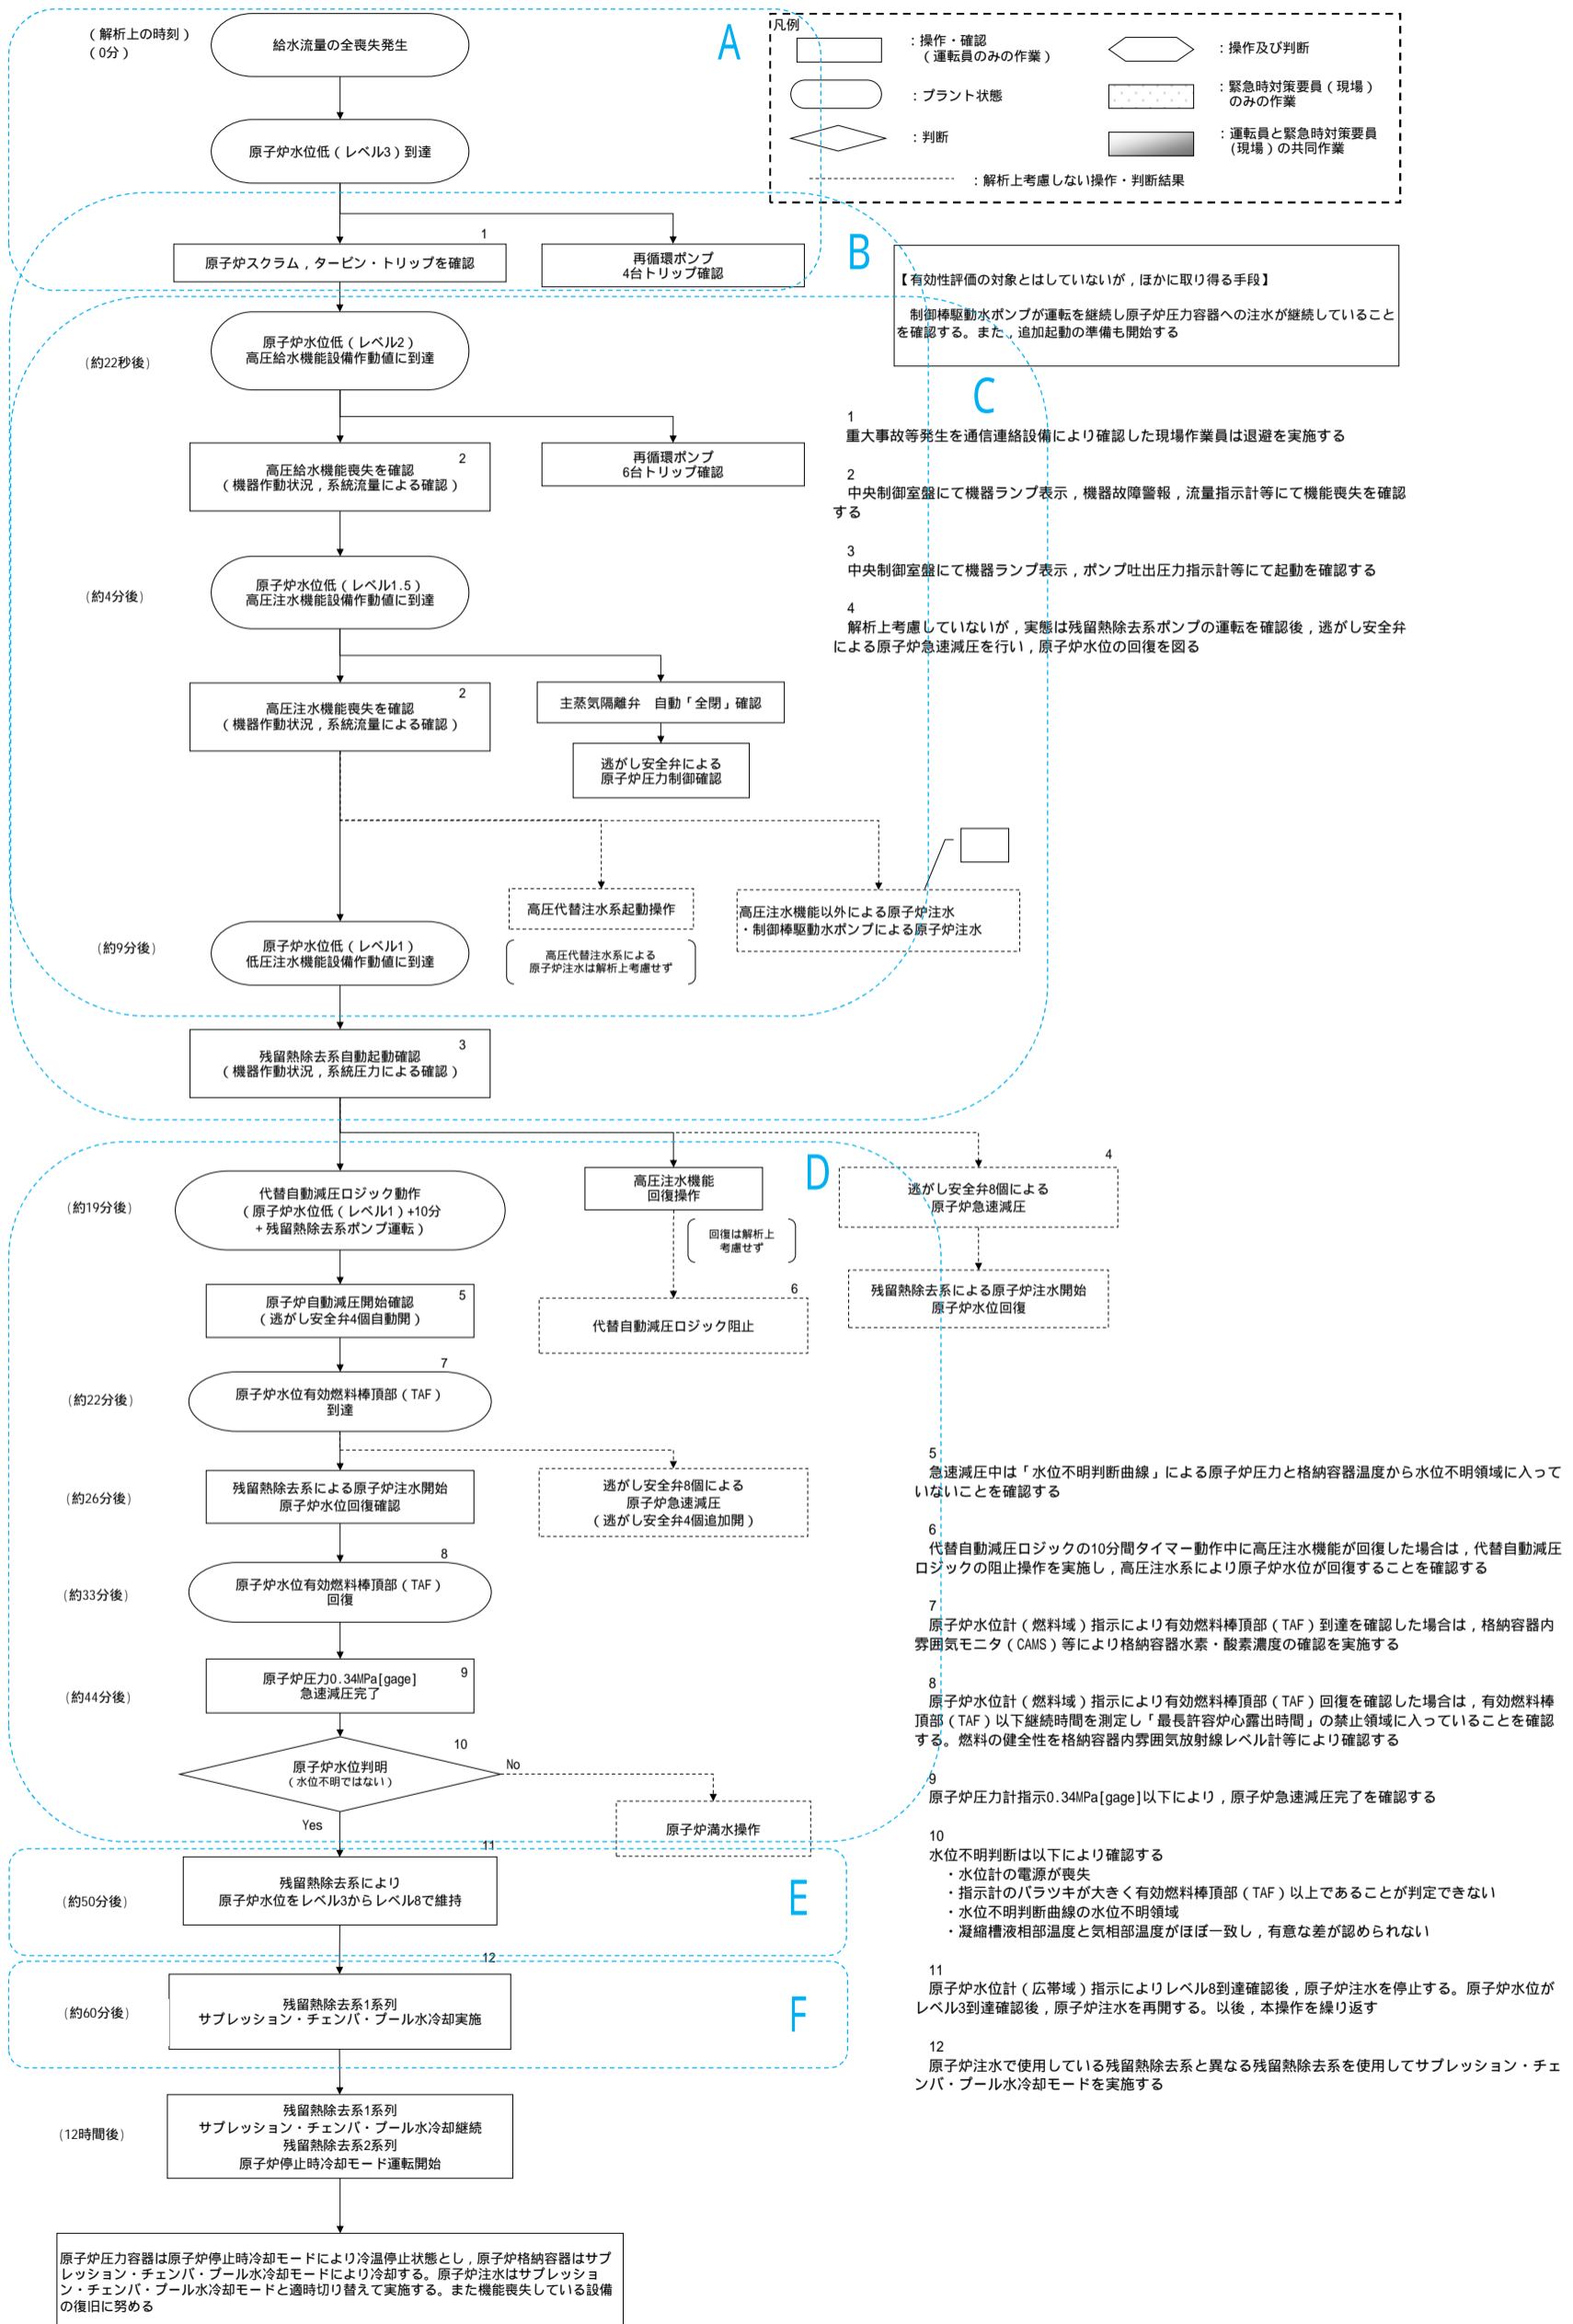 （解析上の時刻）
（0分）
給水流量の全喪失発生
A
凡例
：操作・確認
（運転員のみの作業）
：操作及び判断
：プラント状態
：緊急時対策要員（現場）
のみの作業
：判断
：運転員と緊急時対策要員
（現場）の共同作業
：解析上考慮しない操作・判断結果
原子炉水位低（レベル3）到達
1
原子炉スクラム，タービン・トリップを確認
再循環ポンプ
4台トリップ確認
B
【有効性評価の対象とはしていないが，ほかに取り得る手段】
制御棒駆動水ポンプが運転を継続し原子炉圧力容器への注水が継続していること
を確認する。また，追加起動の準備も開始する
（約22秒後）
原子炉水位低（レベル2）
高圧給水機能設備作動値に到達
C
2
高圧給水機能喪失を確認
（機器作動状況，系統流量による確認）
再循環ポンプ
6台トリップ確認
1
重大事故等発生を通信連絡設備により確認した現場作業員は退避を実施する
2
中央制御室盤にて機器ランプ表示，機器故障警報，流量指示計等にて機能喪失を確認
する
3
中央制御室盤にて機器ランプ表示，ポンプ吐出圧力指示計等にて起動を確認する
4
解析上考慮していないが，実態は残留熱除去系ポンプの運転を確認後，逃がし安全弁
による原子炉急速減圧を行い，原子炉水位の回復を図る
（約4分後）
原子炉水位低（レベル1.5）
高圧注水機能設備作動値に到達
2
高圧注水機能喪失を確認
（機器作動状況，系統流量による確認）
主蒸気隔離弁　自動「全閉」確認
逃がし安全弁による
原子炉圧力制御確認
高圧代替注水系起動操作
高圧代替注水系による
原子炉注水は解析上考慮せず
高圧注水機能以外による原子炉注水
・制御棒駆動水ポンプによる原子炉注水
（約9分後）
原子炉水位低（レベル1）
低圧注水機能設備作動値に到達
3
残留熱除去系自動起動確認
（機器作動状況，系統圧力による確認）
D
（約19分後）
代替自動減圧ロジック動作
（原子炉水位低（レベル1）+10分
+残留熱除去系ポンプ運転）
高圧注水機能
回復操作
回復は解析上
考慮せず
4
逃がし安全弁8個による
原子炉急速減圧
残留熱除去系による原子炉注水開始
原子炉水位回復
5
原子炉自動減圧開始確認
（逃がし安全弁4個自動開）
6
代替自動減圧ロジック阻止
7
（約22分後）
原子炉水位有効燃料棒頂部（TAF）
到達
（約26分後）
残留熱除去系による原子炉注水開始
原子炉水位回復確認
逃がし安全弁8個による
原子炉急速減圧
（逃がし安全弁4個追加開）
8
（約33分後）
原子炉水位有効燃料棒頂部（TAF）
回復
9
（約44分後）
原子炉圧力0.34MPa[gage]
急速減圧完了
10
原子炉水位判明
（水位不明ではない）
No
Yes
原子炉満水操作
5
急速減圧中は「水位不明判断曲線」による原子炉圧力と格納容器温度から水位不明領域に入って
いないことを確認する
6
代替自動減圧ロジックの10分間タイマー動作中に高圧注水機能が回復した場合は，代替自動減圧
ロジックの阻止操作を実施し，高圧注水系により原子炉水位が回復することを確認する
7
原子炉水位計（燃料域）指示により有効燃料棒頂部（TAF）到達を確認した場合は，格納容器内
雰囲気モニタ（CAMS）等により格納容器水素・酸素濃度の確認を実施する
8
原子炉水位計（燃料域）指示により有効燃料棒頂部（TAF）回復を確認した場合は，有効燃料棒
頂部（TAF）以下継続時間を測定し「最長許容炉心露出時間」の禁止領域に入っていることを確認
する。燃料の健全性を格納容器内雰囲気放射線レベル計等により確認する
9
原子炉圧力計指示0.34MPa[gage]以下により，原子炉急速減圧完了を確認する
10
水位不明判断は以下により確認する
・水位計の電源が喪失
・指示計のバラツキが大きく有効燃料棒頂部（TAF）以上であることが判定できない
・水位不明判断曲線の水位不明領域
・凝縮槽液相部温度と気相部温度がほぼ一致し，有意な差が認められない
11
原子炉水位計（広帯域）指示によりレベル8到達確認後，原子炉注水を停止する。原子炉水位が
レベル3到達確認後，原子炉注水を再開する。以後，本操作を繰り返す
12
原子炉注水で使用している残留熱除去系と異なる残留熱除去系を使用してサプレッション・チェ
ンバ・プール水冷却モードを実施する
11
（約50分後）
残留熱除去系により
原子炉水位をレベル3からレベル8で維持
E
12
（約60分後）
残留熱除去系1系列
サプレッション・チェンバ・プール水冷却実施
F
（12時間後）
残留熱除去系1系列
サプレッション・チェンバ・プール水冷却継続
残留熱除去系2系列
原子炉停止時冷却モード運転開始
原子炉圧力容器は原子炉停止時冷却モードにより冷温停止状態とし，原子炉格納容器はサプ
レッション・チェンバ・プール水冷却モードにより冷却する。原子炉注水はサプレッショ
ン・チェンバ・プール水冷却モードと適時切り替えて実施する。また機能喪失している設備
の復旧に努める